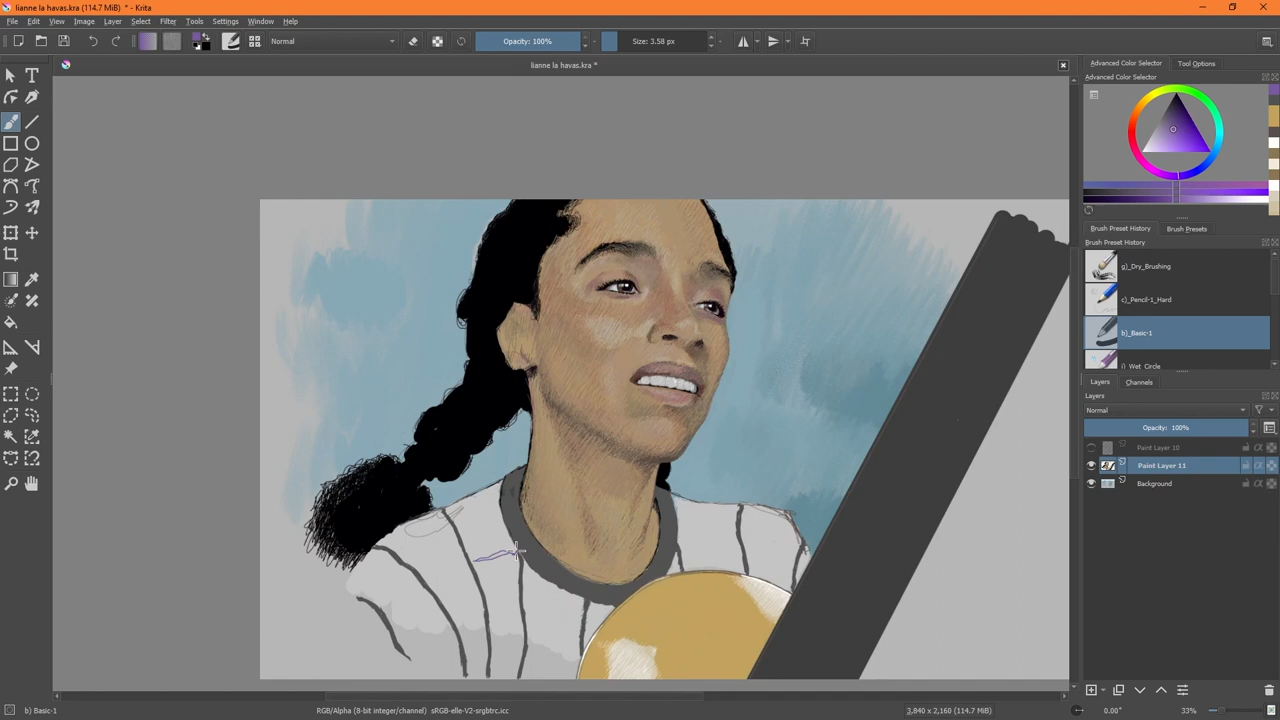 lianne la havas.kra (114.7 MiB) * - Krita
File Edit View Image Layer Select Filter Tools Settings Window Help
Normal
Opacity: 100%
Size: 3.58 px
lianne la havas.kra *
Advanced Color Selector Tool Options
Advanced Color Selector
Brush Preset History Brush Presets
Brush Preset History
g)_Dry_Brushing
c)_Pencil-1_Hard
b)_Basic-1
i)_Wet_Circle
Layers Channels
Layers
Normal
Opacity: 100%
Paint Layer 10
Paint Layer 11
Background
b) Basic-1
RGB/Alpha (8-bit integer/channel) sRGB-elle-V2-srgbtrc.icc
3,840 x 2,160 (114.7 MiB)
0.00°
33%